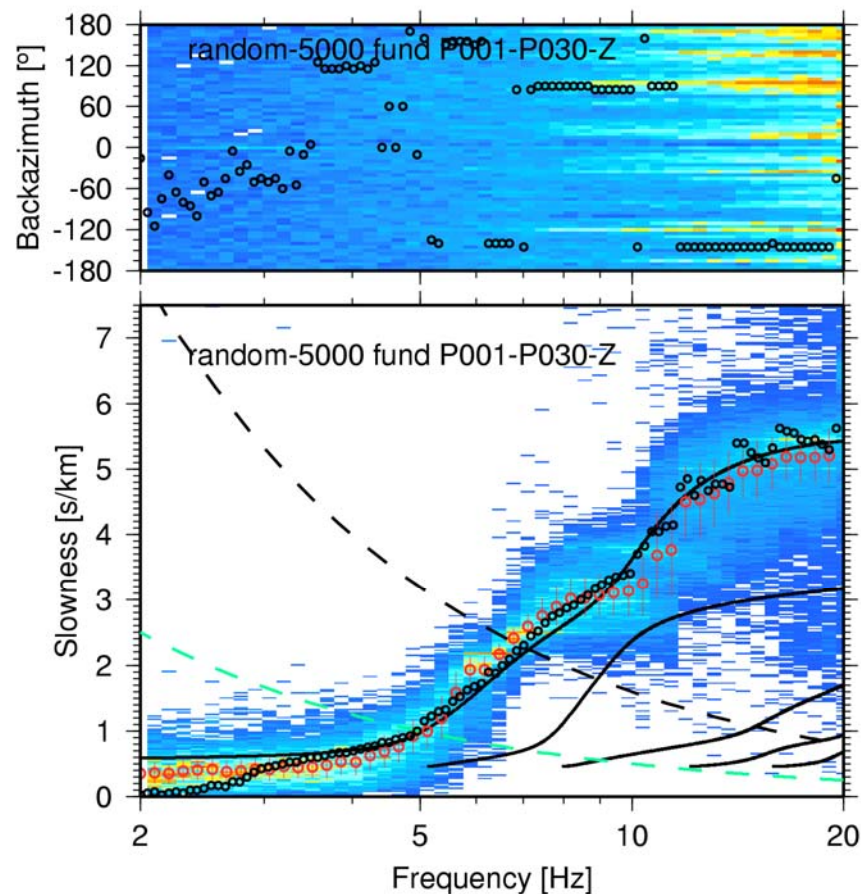 180
120
60
0
-60
-120
-180
Backazimuth [º]
random-5000 fund P001-P030-Z
7
6
5
4
3
2
1
0
Slowness [s/km]
random-5000 fund P001-P030-Z
2 5 10 20
Frequency [Hz]